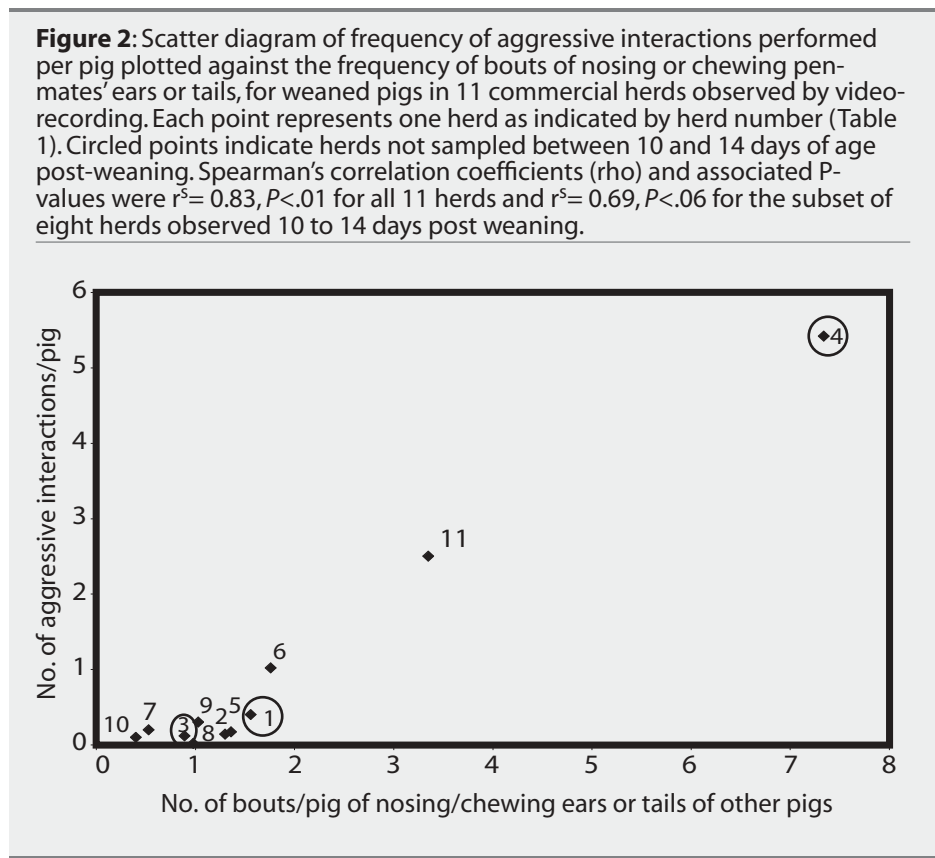 Figure 2: Scatter diagram of frequency of aggressive interactions performed
per pig plotted against the frequency of bouts of nosing or chewing pen-
mates' ears or tails, for weaned pigs in 11 commercial herds observed by video-
recording. Each point represents one herd as indicated by herd number (Table
1). Circled points indicate herds not sampled between 10 and 14 days of age
post-weaning. Spearman's correlation coefficients (rho) and associated P-
values were rˢ= 0.83, P<.01 for all 11 herds and rˢ= 0.69, P<.06 for the subset of
eight herds observed 10 to 14 days post weaning.
No. of aggressive interactions/pig
6
5
4
3
2
1
0
4
11
6
10 7 3 9 8 2 5 1
0 1 2 3 4 5 6 7 8
No. of bouts/pig of nosing/chewing ears or tails of other pigs